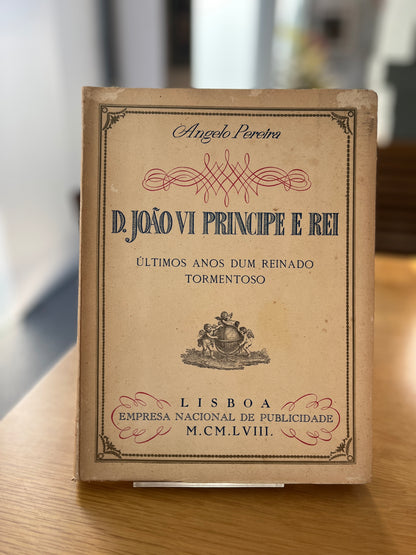 Angelo Pereira
D. JOÃO VI PRINCIPE E REI
ÚLTIMOS ANOS DUM REINADO
TORMENTOSO
LISBOA
EMPRESA NACIONAL DE PUBLICIDADE
M.CM.LVIII.